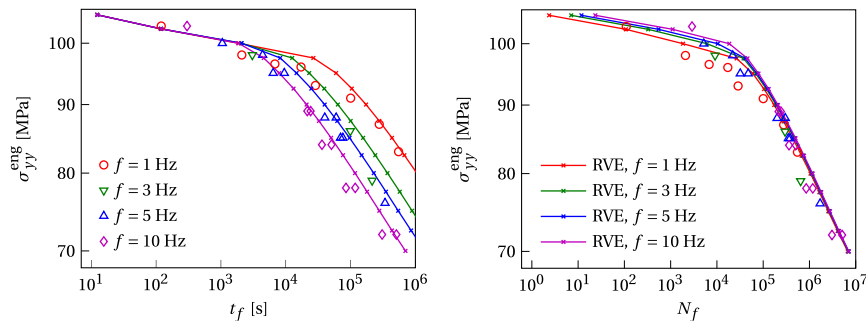 100
90
80
70
σ_yy^eng [MPa]
f = 1 Hz
f = 3 Hz
f = 5 Hz
f = 10 Hz
10^1 10^2 10^3 10^4 10^5 10^6
t_f [s]
100
90
80
70
σ_yy^eng [MPa]
RVE, f = 1 Hz
RVE, f = 3 Hz
RVE, f = 5 Hz
RVE, f = 10 Hz
10^0 10^1 10^2 10^3 10^4 10^5 10^6 10^7
N_f